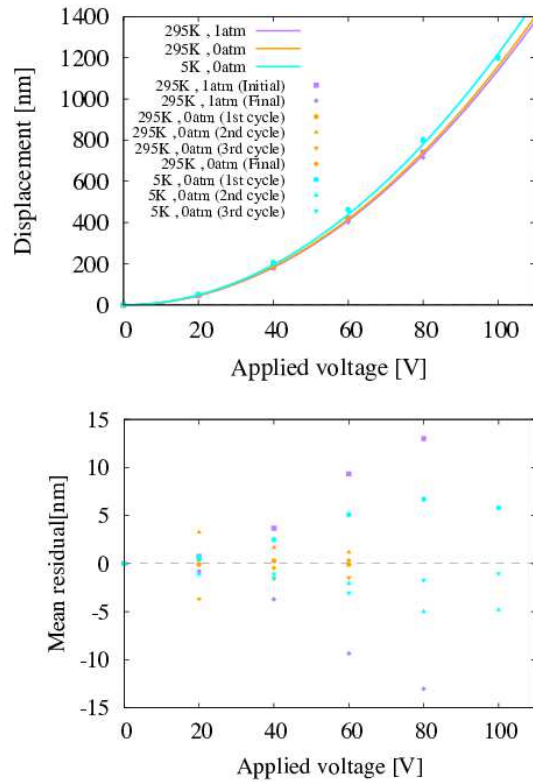 1400
1200
1000
800
600
400
200
0
Displacement [nm]
295K , 1atm
295K , 0atm
5K , 0atm
295K , 1atm (Initial)
295K , 1atm (Final)
295K , 0atm (1st cycle)
295K , 0atm (2nd cycle)
295K , 0atm (3rd cycle)
295K , 0atm (Final)
5K , 0atm (1st cycle)
5K , 0atm (2nd cycle)
5K , 0atm (3rd cycle)
0 20 40 60 80 100
Applied voltage [V]
15
10
5
0
-5
-10
-15
Mean residual[nm]
0 20 40 60 80 100
Applied voltage [V]